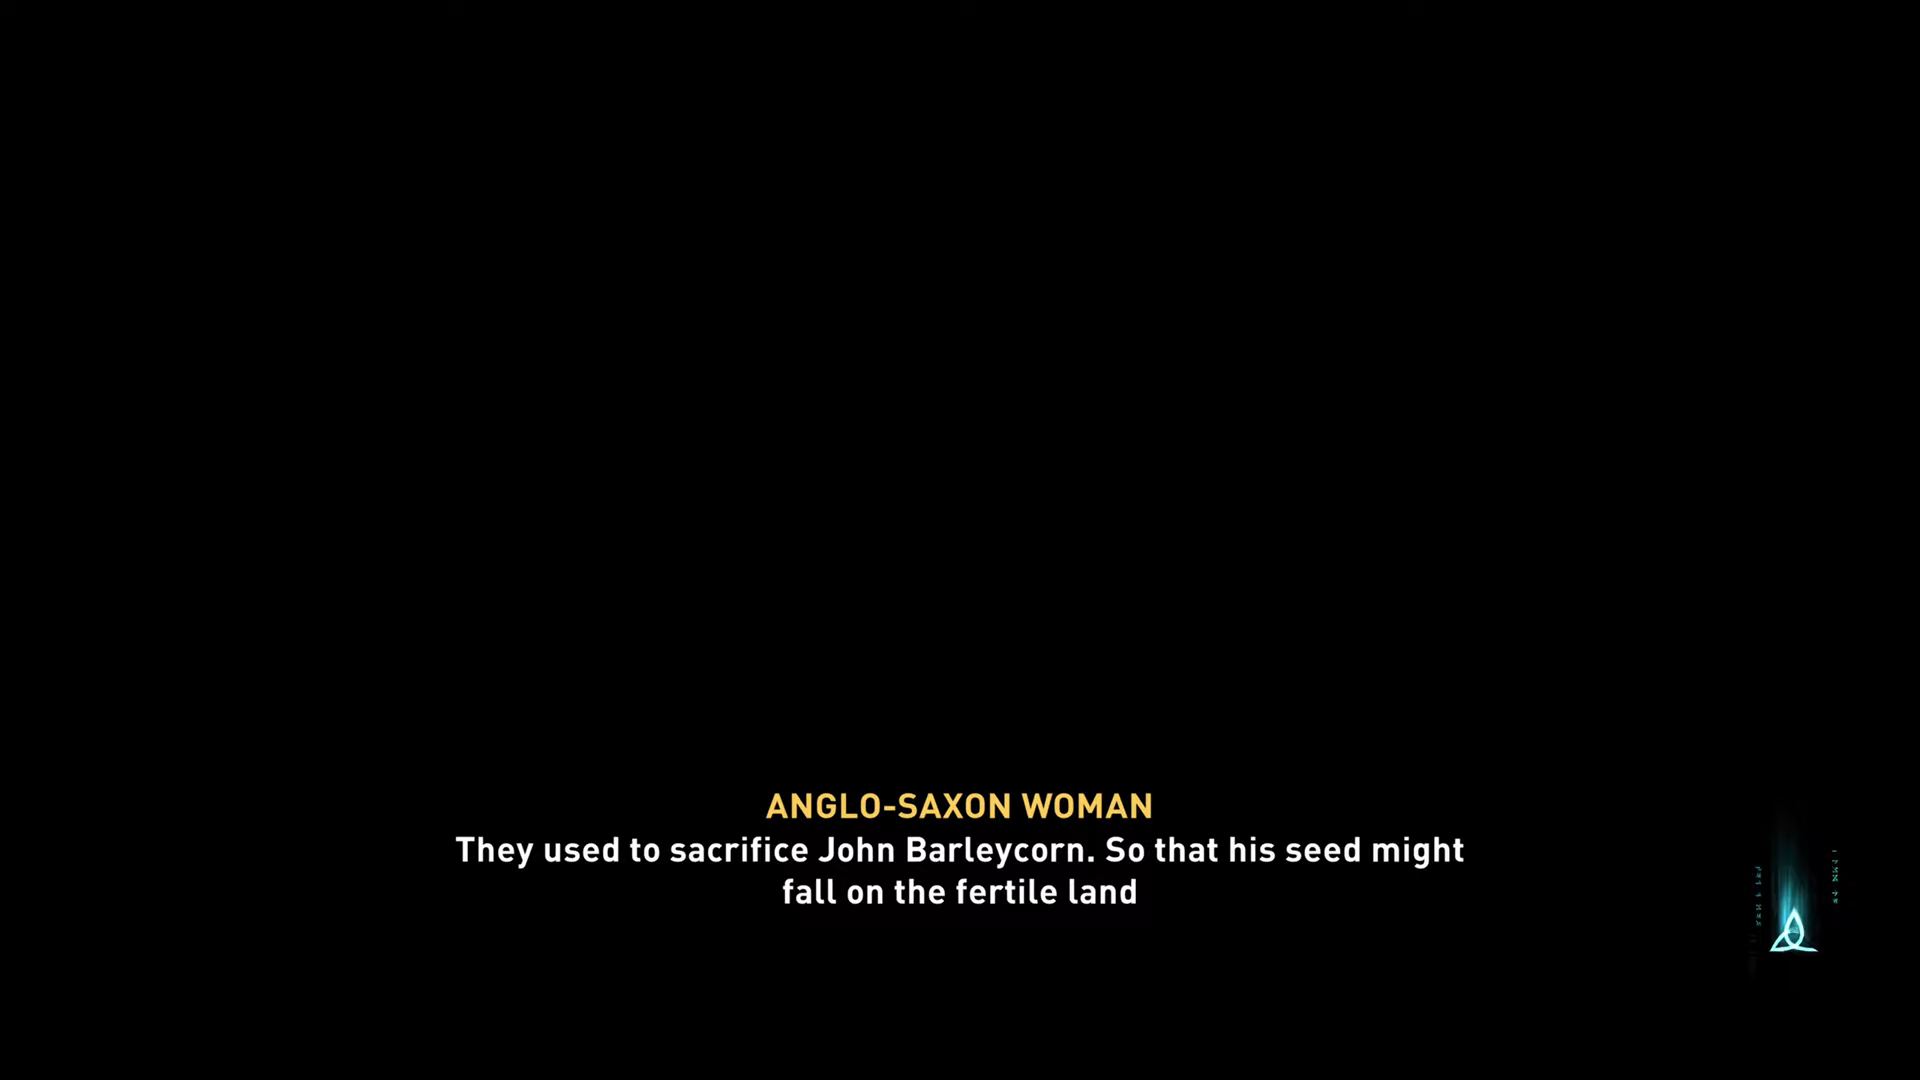 ANGLO-SAXON WOMAN
They used to sacrifice John Barleycorn. So that his seed might
fall on the fertile land